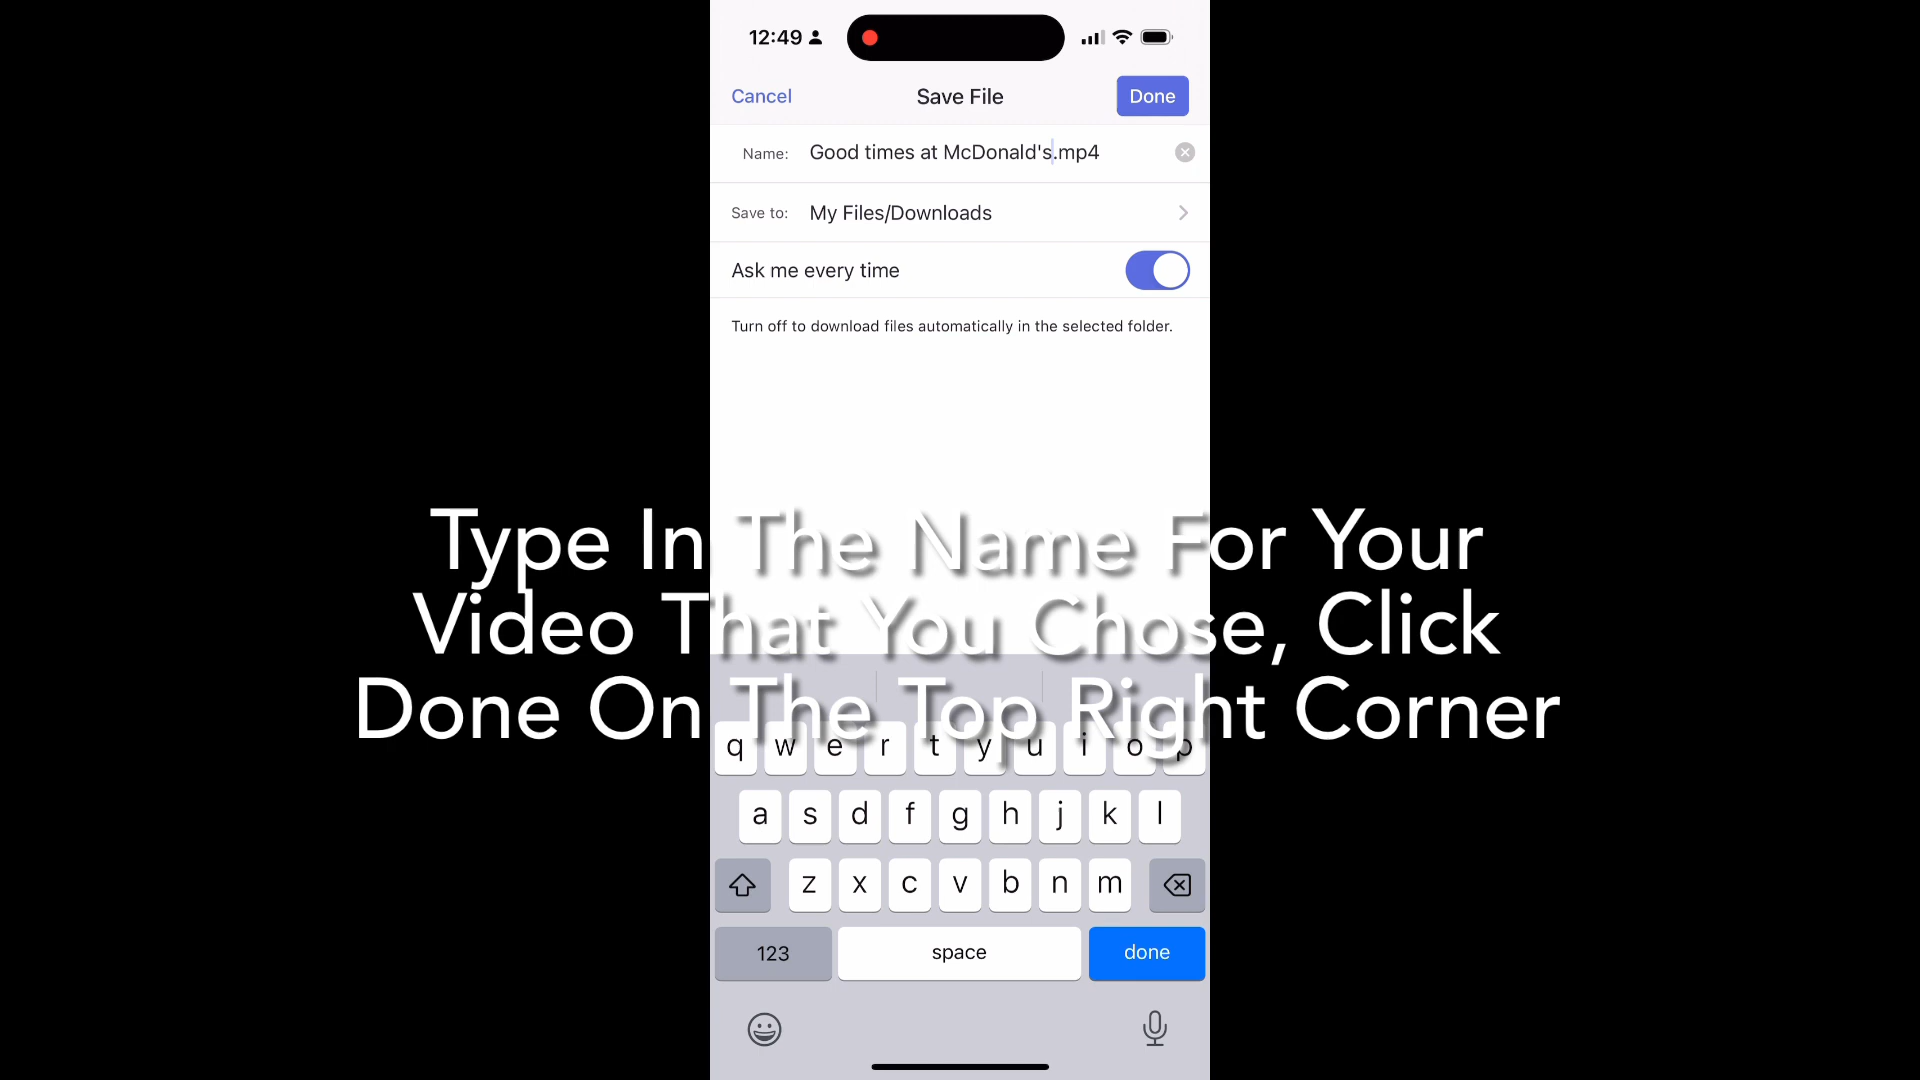 12:49
Cancel
Save File
Done
Name:
Good times at McDonald's.mp4
Save to:
My Files/Downloads
Ask me every time
Turn off to download files automatically in the selected folder.
Type In The Name For Your
Video That You Chose, Click
Done On The Top Right Corner
q w e r t y u i o p
a s d f g h j k l
z x c v b n m
123
space
done